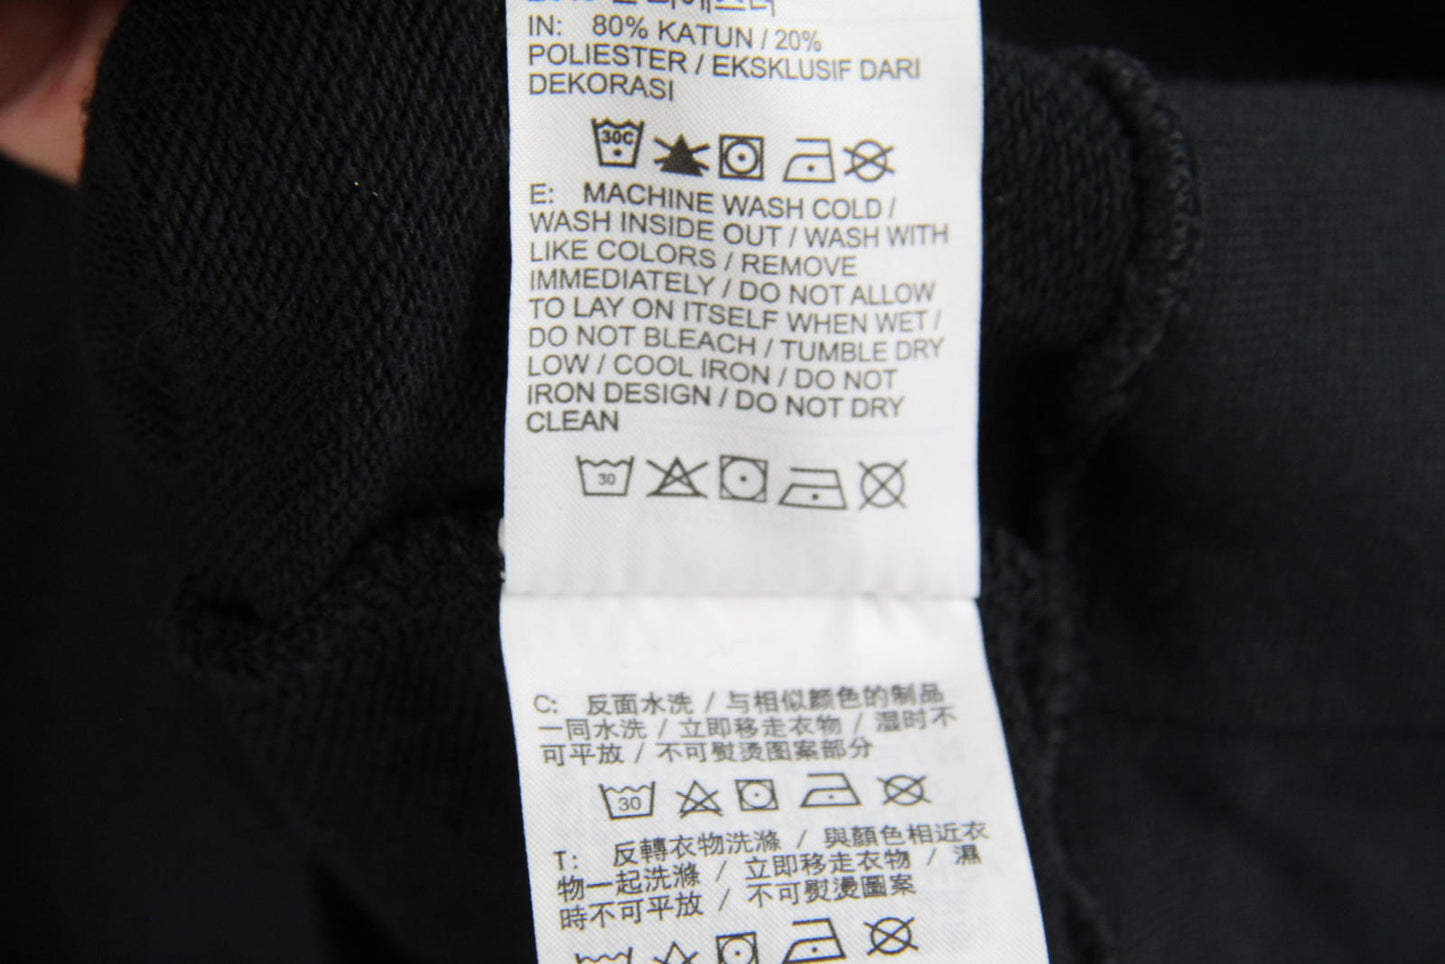 IN: 80% KATUN / 20%
POLIESTER / EKSKLUSIF DARI
DEKORASI
30C
E: MACHINE WASH COLD /
WASH INSIDE OUT / WASH WITH
LIKE COLORS / REMOVE
IMMEDIATELY / DO NOT ALLOW
TO LAY ON ITSELF WHEN WET /
DO NOT BLEACH / TUMBLE DRY
LOW / COOL IRON / DO NOT
IRON DESIGN / DO NOT DRY
CLEAN
30
C: 反面水洗 / 与相似颜色的制品
一同水洗 / 立即移走衣物 / 湿时不
可平放 / 不可熨烫图案部分
30
T: 反轉衣物洗滌 / 與顏色相近衣
物一起洗滌 / 立即移走衣物 / 濕
時不可平放 / 不可熨燙圖案